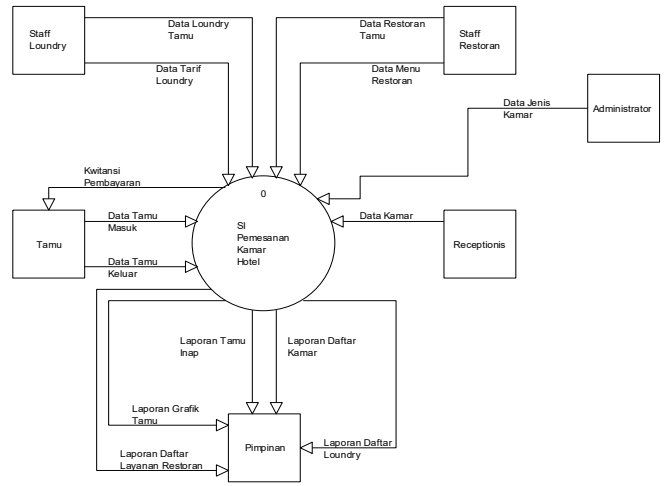 Staff
Loundry
Data Loundry
Tamu
Data Tarif
Loundry
Data Restoran
Tamu
Data Menu
Restoran
Staff
Restoran
Data Jenis
Kamar
Administrator
Kwitansi
Pembayaran
0
SI
Pemesanan
Kamar
Hotel
Tamu
Data Tamu
Masuk
Data Tamu
Keluar
Data Kamar
Receptionis
Laporan Tamu
Inap
Laporan Daftar
Kamar
Laporan Grafik
Tamu
Laporan Daftar
Layanan Restoran
Pimpinan
Laporan Daftar
Loundry